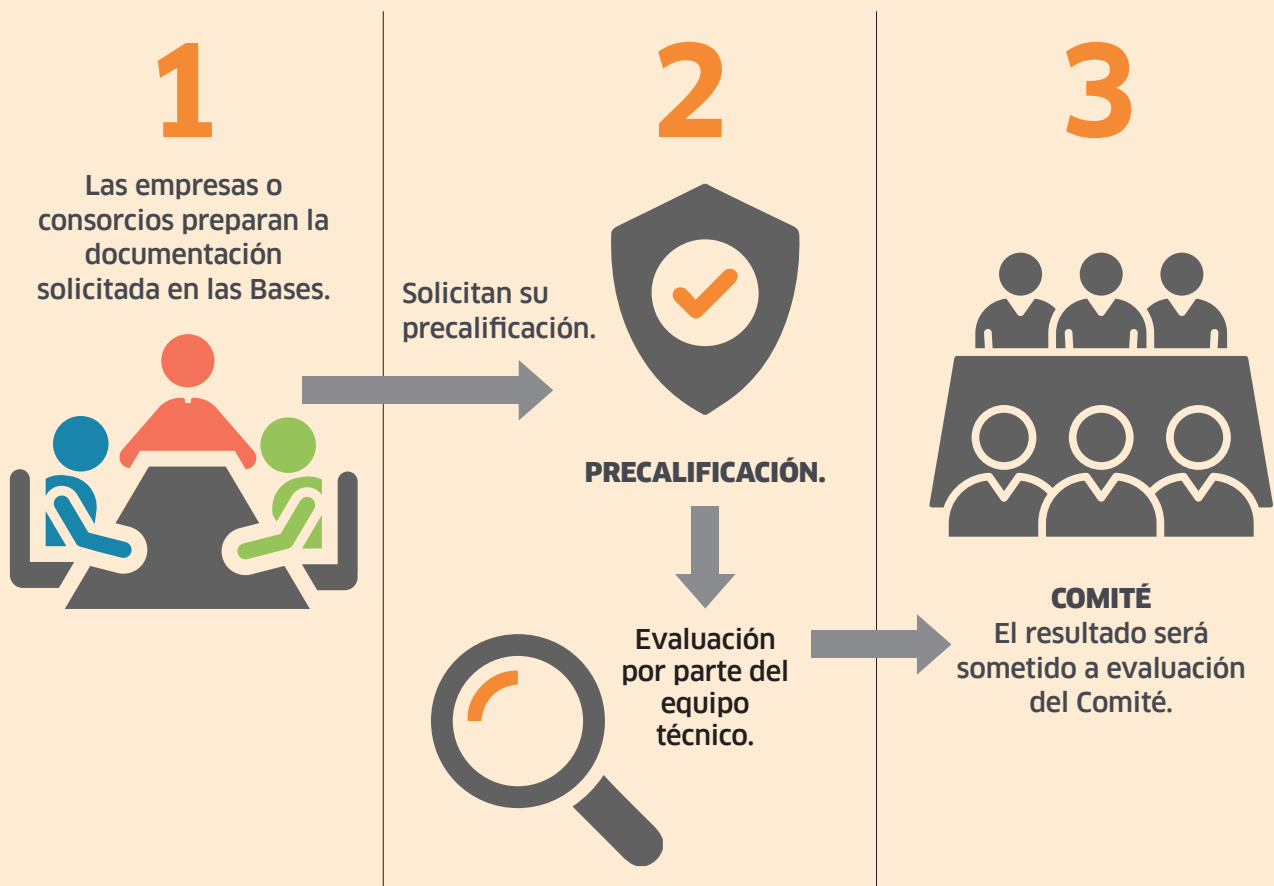 1
Las empresas o
consorcios preparan la
documentación
solicitada en las Bases.
2
Solicitan su
precalificación.
PRECALIFICACIÓN.
Evaluación
por parte del
equipo
técnico.
3
COMITÉ
El resultado será
sometido a evaluación
del Comité.